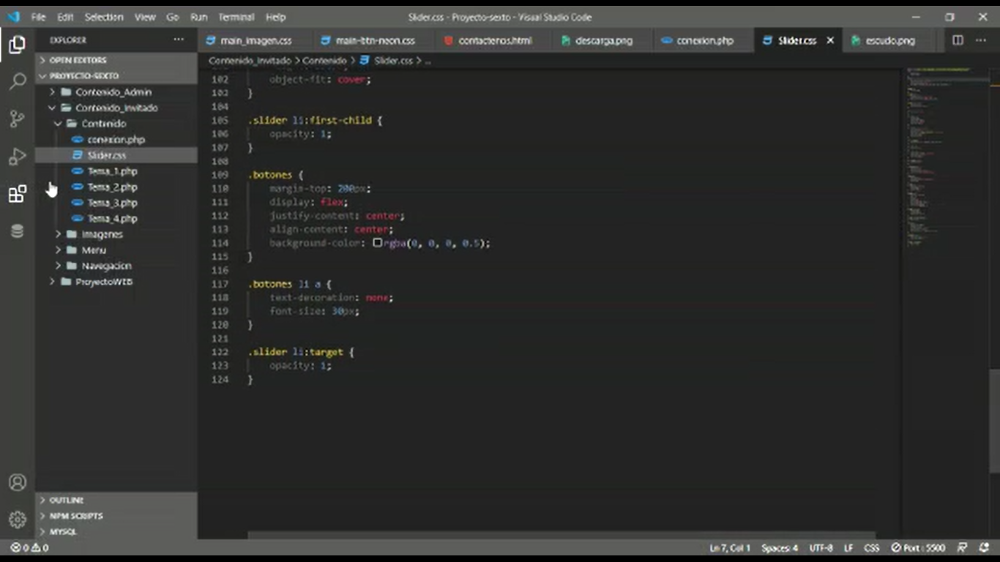 File Edit Selection View Go Run Terminal Help Slider.css - Proyecto-sexto - Visual Studio Code
EXPLORER
main_imagen.css main-btn-neon.css contactenos.html descarga.png conexion.php Slider.css escudo.png
OPEN EDITORS
PROYECTO-SEXTO
Contenido_Admin
Contenido_Invitado
Contenido
conexion.php
Slider.css
Tema_1.php
Tema_2.php
Tema_3.php
Tema_4.php
Imagenes
Menu
Navegacion
ProyectoWEB
OUTLINE
NPM SCRIPTS
MYSQL
Contenido_Invitado > Contenido > Slider.css > ...
102 object-fit: cover;
103 }
104
105 .slider li:first-child {
106 opacity: 1;
107 }
108
109 .botones {
110 margin-top: 200px;
111 display: flex;
112 justify-content: center;
113 align-content: center;
114 background-color: rgba(0, 0, 0, 0.5);
115 }
116
117 .botones li a {
118 text-decoration: none;
119 font-size: 30px;
120 }
121
122 .slider li:target {
123 opacity: 1;
124 }
0 0 Ln 7, Col 1 Spaces: 4 UTF-8 LF CSS Port : 5500